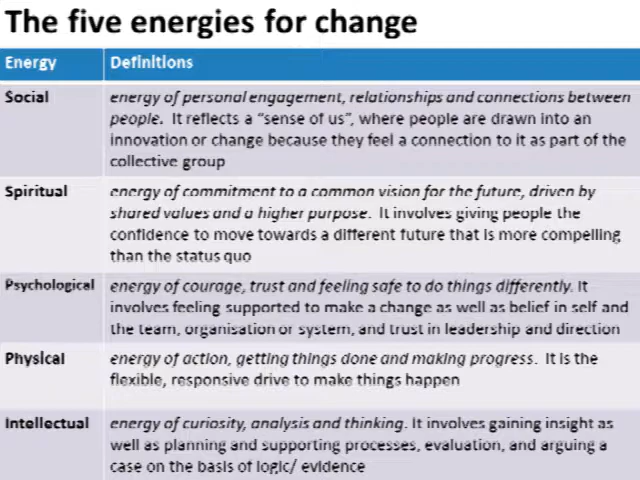 The five energies for change
Energy
Definitions
Social
energy of personal engagement, relationships and connections between
people. It reflects a “sense of us”, where people are drawn into an
innovation or change because they feel a connection to it as part of the
collective group
Spiritual
energy of commitment to a common vision for the future, driven by
shared values and a higher purpose. It involves giving people the
confidence to move towards a different future that is more compelling
than the status quo
Psychological
energy of courage, trust and feeling safe to do things differently. It
involves feeling supported to make a change as well as belief in self and
the team, organisation or system, and trust in leadership and direction
Physical
energy of action, getting things done and making progress. It is the
flexible, responsive drive to make things happen
Intellectual
energy of curiosity, analysis and thinking. It involves gaining insight as
well as planning and supporting processes, evaluation, and arguing a
case on the basis of logic/ evidence